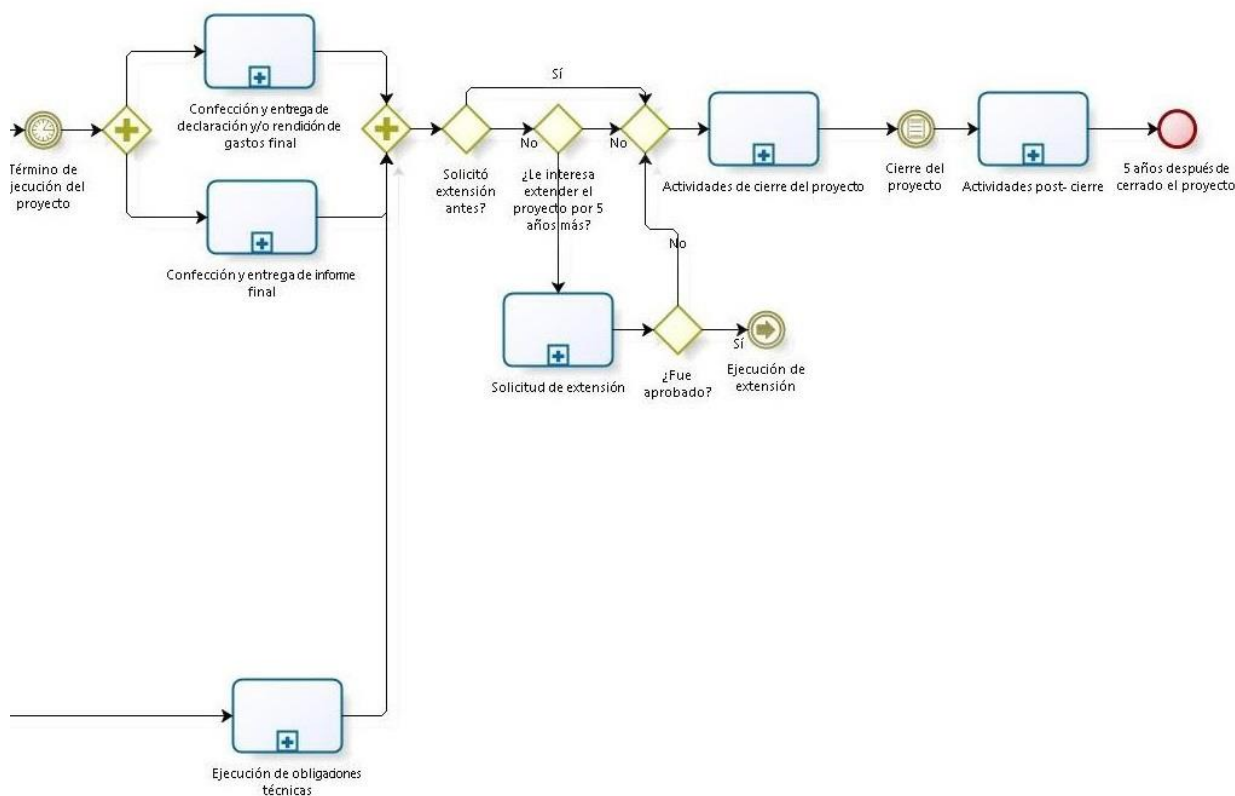 Confección y entrega de
declaración y/o rendición de
gastos final
Término de
jecución del
proyecto
Confección y entrega de informe
final
Sí
Solicitó
extensión
antes?
No
¿Le interesa
extender el
proyecto por 5
años más?
No
Actividades de cierre del proyecto
Cierre del
proyecto
Actividades post- cierre
5 años después de
cerrado el proyecto
No
Solicitud de extensión
¿Fue
aprobado?
Sí
Ejecución de
extensión
Ejecución de obligaciones
técnicas